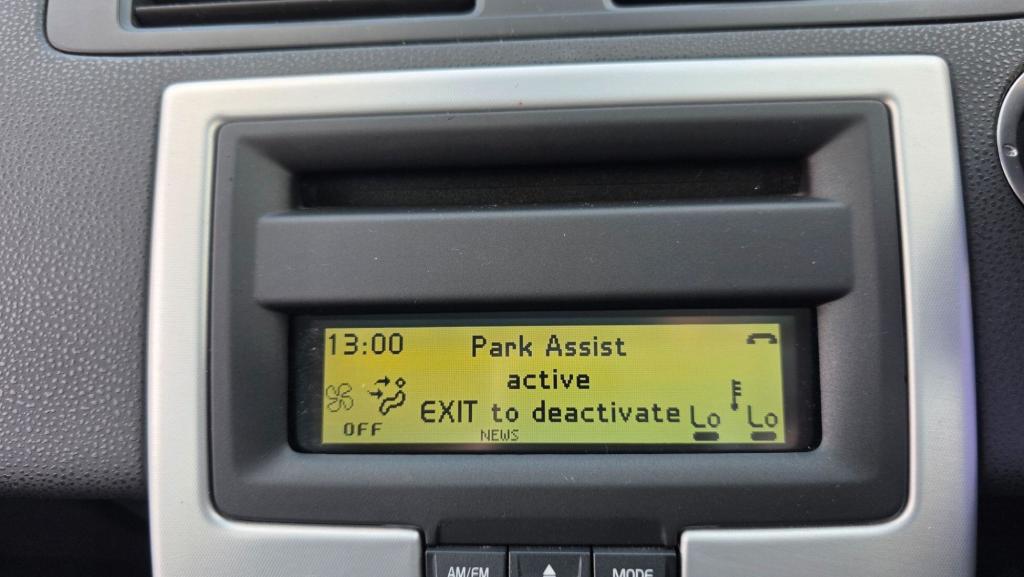 13:00 Park Assist
active
EXIT to deactivate Lo Lo
OFF
NEWS
AM/FM MODE